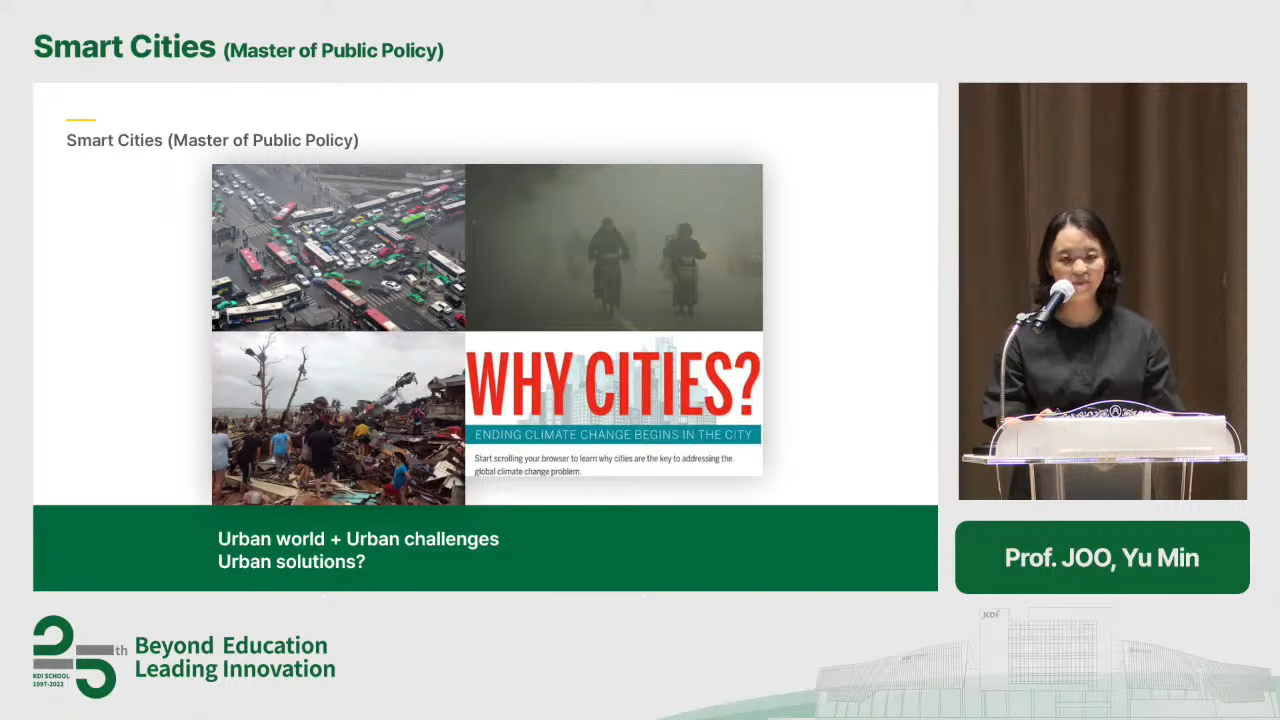 Smart Cities (Master of Public Policy)
Smart Cities (Master of Public Policy)
WHY CITIES?
ENDING CLIMATE CHANGE BEGINS IN THE CITY
Start scrolling your browser to learn why cities are the key to addressing the
global climate change problem.
Urban world + Urban challenges
Urban solutions?
Prof. JOO, Yu Min
25th
KDI SCHOOL
1997-2022
Beyond Education
Leading Innovation
KDI
KDI